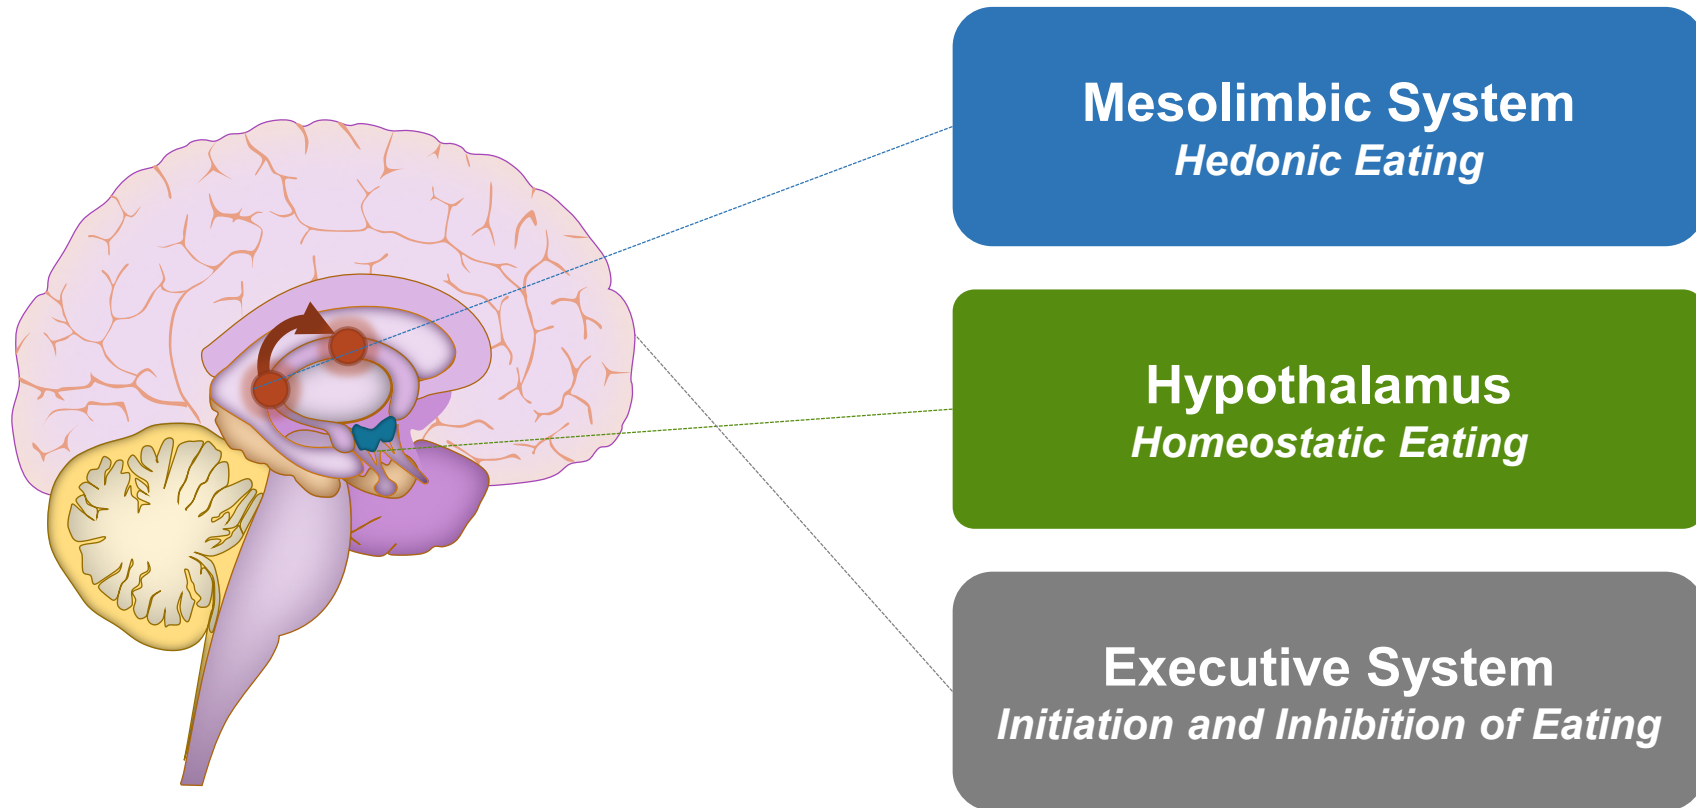 Mesolimbic System
Hedonic Eating
Hypothalamus
Homeostatic Eating
Executive System
Initiation and Inhibition of Eating